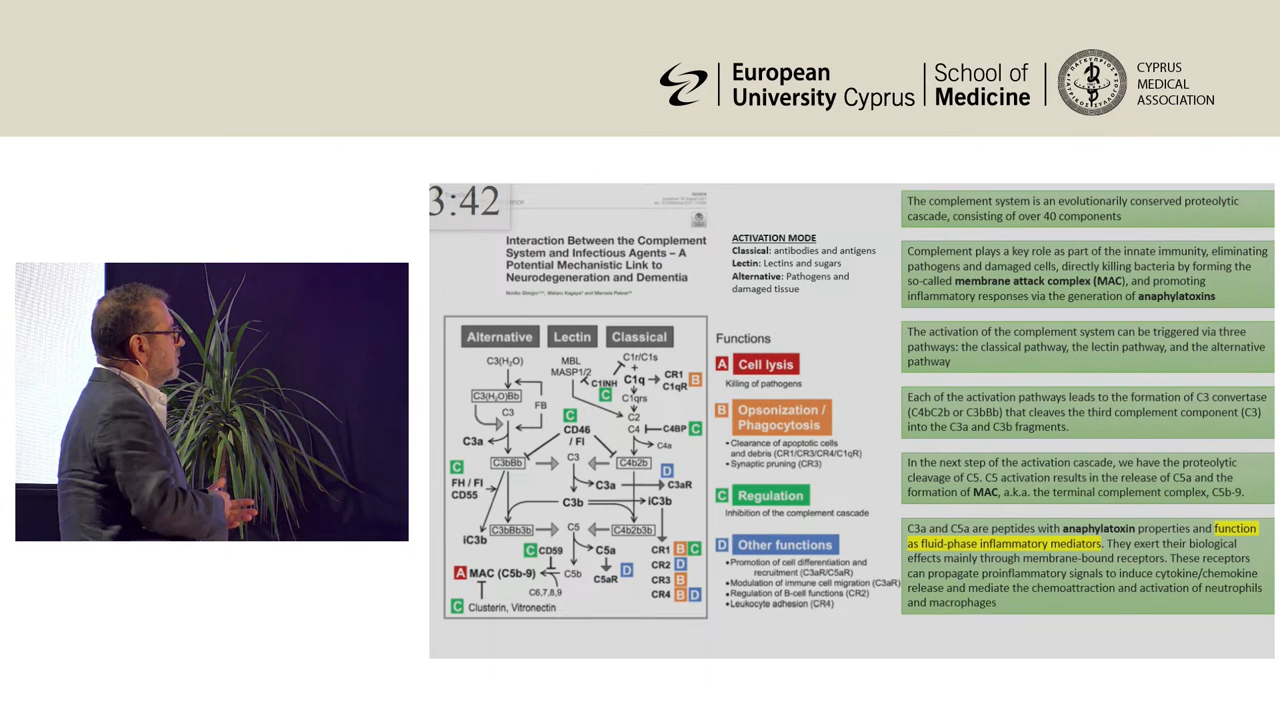 European
University Cyprus
School of
Medicine
ΠΑΓΚΥΠΡΙΟΣ
CYPRUS
MEDICAL
ASSOCIATION
3:42
REVIEW
Interaction Between the Complement
System and Infectious Agents – A
Potential Mechanistic Link to
Neurodegeneration and Dementia
ACTIVATION MODE
Classical: antibodies and antigens
Lectin: Lectins and sugars
Alternative: Pathogens and
damaged tissue
Alternative
Lectin
Classical
C3(H₂O)
MBL
MASP1/2
C1r/C1s
+
C1INH
C
C1q
CR1
C1qR
B
C3(H₂O)Bb
FB
C1qrs
C3
C
C2
C3a
CD46
/ FI
C4
C4BP
C
C4a
C
C3bBb
C3
C4b2b
D
FH / FI
CD55
C3a
C3aR
C3b
iC3b
C3bBb3b
C5
C4b2b3b
iC3b
C
CD59
C5a
CR1
B
C
A
MAC (C5b-9)
C5b
C5aR
D
CR2
D
C6,7,8,9
CR3
B
CR4
B
D
C
Clusterin, Vitronectin
Functions
A
Cell lysis
Killing of pathogens
B
Opsonization /
Phagocytosis
•Clearance of apoptotic cells
and debris (CR1/CR3/CR4/C1qR)
•Synaptic pruning (CR3)
C
Regulation
Inhibition of the complement
cascade
D
Other functions
•Promotion of cell differentiation and
recruitment (C3aR/C5aR)
•Modulation of immune cell migration (C3aR)
•Regulation of B-cell functions (CR2)
•Leukocyte adhesion (CR4)
The complement system is an evolutionarily conserved proteolytic
cascade, consisting of over 40 components
Complement plays a key role as part of the innate immunity, eliminating
pathogens and damaged cells, directly killing bacteria by forming the
so-called membrane attack complex (MAC), and promoting
inflammatory responses via the generation of anaphylatoxins
The activation of the complement system can be triggered via three
pathways: the classical pathway, the lectin pathway, and the alternative
pathway
Each of the activation pathways leads to the formation of C3 convertase
(C4bC2b or C3bBb) that cleaves the third complement component (C3)
into the C3a and C3b fragments.
In the next step of the activation cascade, we have the proteolytic
cleavage of C5. C5 activation results in the release of C5a and the
formation of MAC, a.k.a. the terminal complement complex, C5b-9.
C3a and C5a are peptides with anaphylatoxin properties and function
as fluid-phase inflammatory mediators. They exert their biological
effects mainly through membrane-bound receptors. These receptors
can propagate proinflammatory signals to induce cytokine/chemokine
release and mediate the chemoattraction and activation of neutrophils
and macrophages